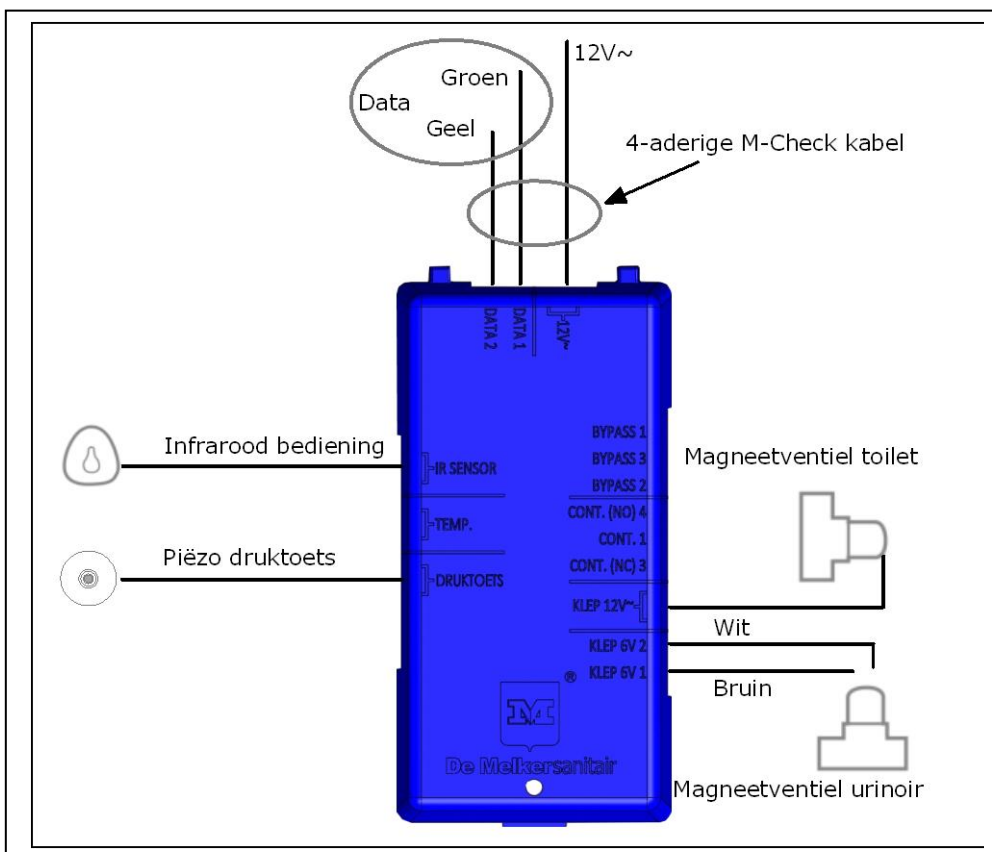 12V~
Groen
Data
Geel
4-aderige M-Check kabel
DATA 2
DATA 1
12V~
Infrarood bediening
IR SENSOR
TEMP.
Piëzo druktoets
DRUKTOETS
BYPASS 1
BYPASS 3
BYPASS 2
CONT. (NO) 4
CONT. 1
CONT. (NC) 3
KLEP 12V~
KLEP 6V 2
KLEP 6V 1
Magneetventiel toilet
Wit
Bruin
®
M
De Melkersanitair
Magneetventiel urinoir